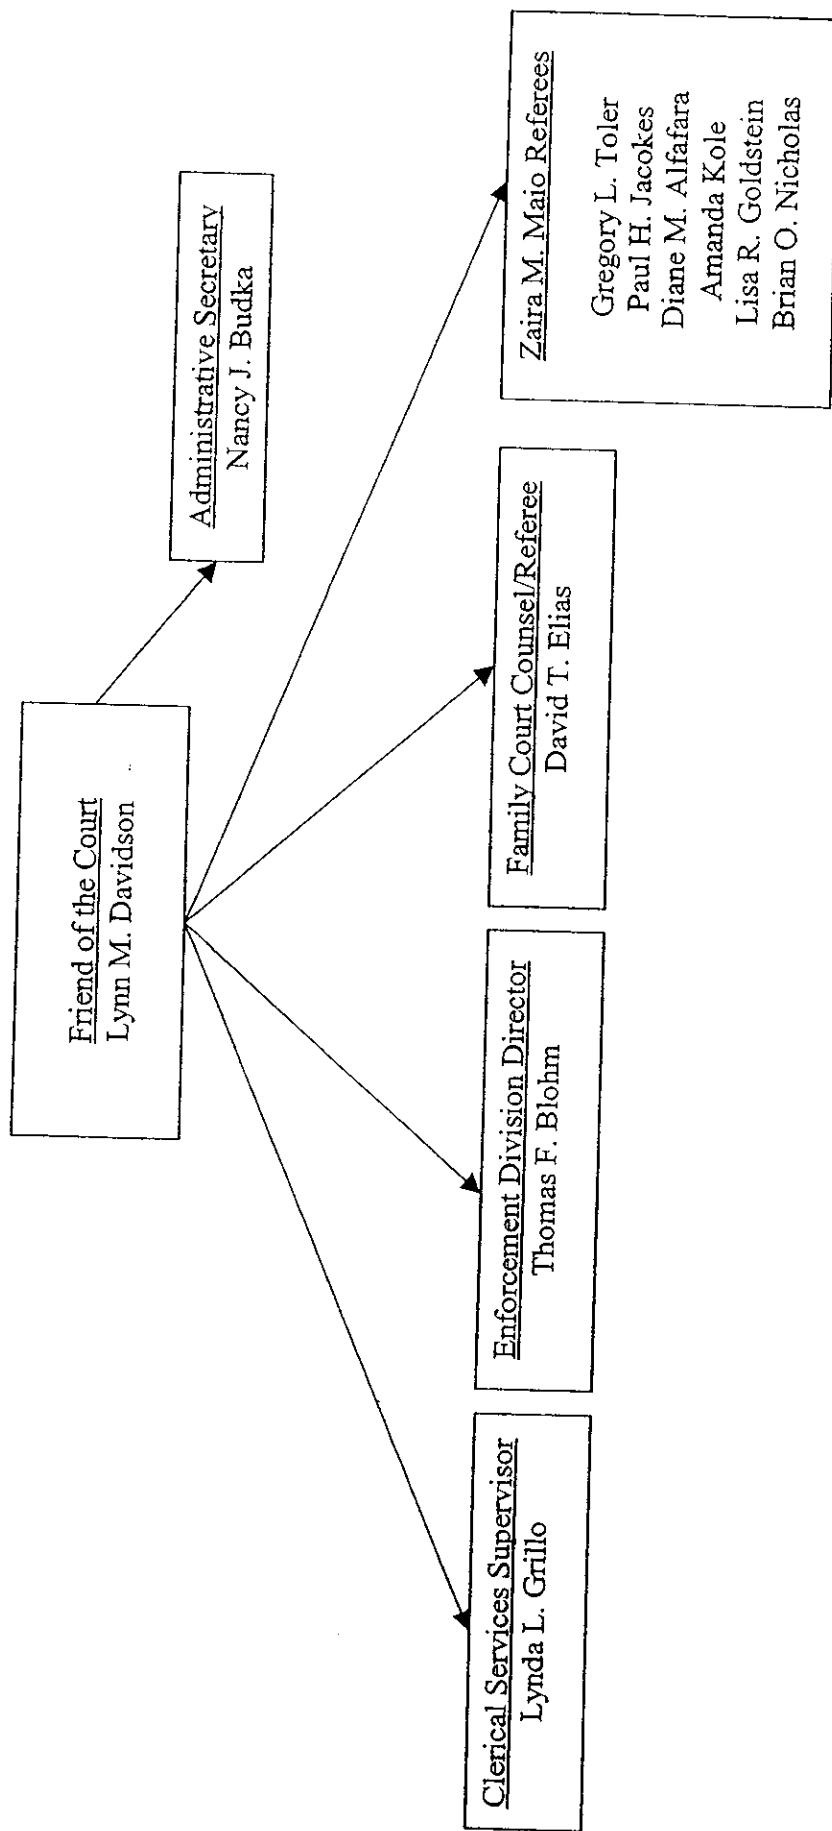 Friend of the Court
Lynn M. Davidson
Administrative Secretary
Nancy J. Budka
Clerical Services Supervisor
Lynda L. Grillo
Enforcement Division Director
Thomas F. Blohm
Family Court Counsel/Referee
David T. Elias
Zaira M. Maio Referees
Gregory L. Toler
Paul H. Jacokes
Diane M. Alfafara
Amanda Kole
Lisa R. Goldstein
Brian O. Nicholas